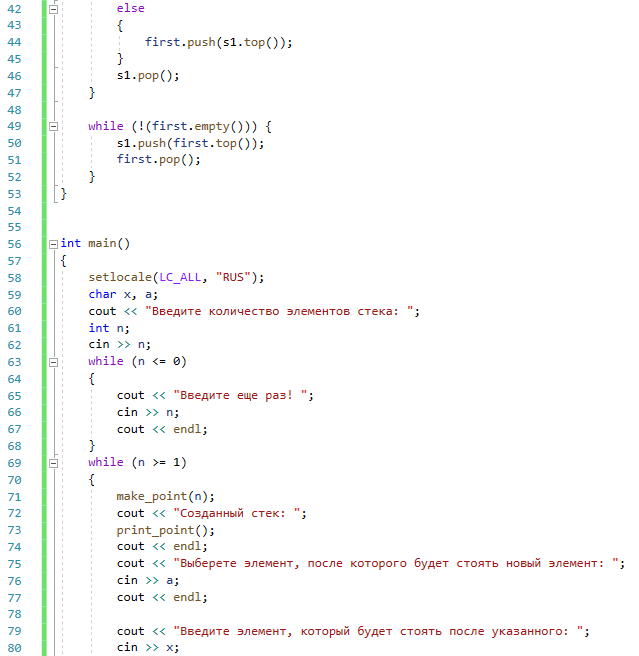 42 else
43 {
44 first.push(s1.top());
45 }
46 s1.pop();
47 }
48
49 while (!(first.empty())) {
50 s1.push(first.top());
51 first.pop();
52 }
53 }
54
55
56 int main()
57 {
58 setlocale(LC_ALL, "RUS");
59 char x, a;
60 cout << "Введите количество элементов стека: ";
61 int n;
62 cin >> n;
63 while (n <= 0)
64 {
65 cout << "Введите еще раз! ";
66 cin >> n;
67 cout << endl;
68 }
69 while (n >= 1)
70 {
71 make_point(n);
72 cout << "Созданный стек: ";
73 print_point();
74 cout << endl;
75 cout << "Выберете элемент, после которого будет стоять новый элемент: ";
76 cin >> a;
77 cout << endl;
78
79 cout << "Введите элемент, который будет стоять после указанного: ";
80 cin >> x;